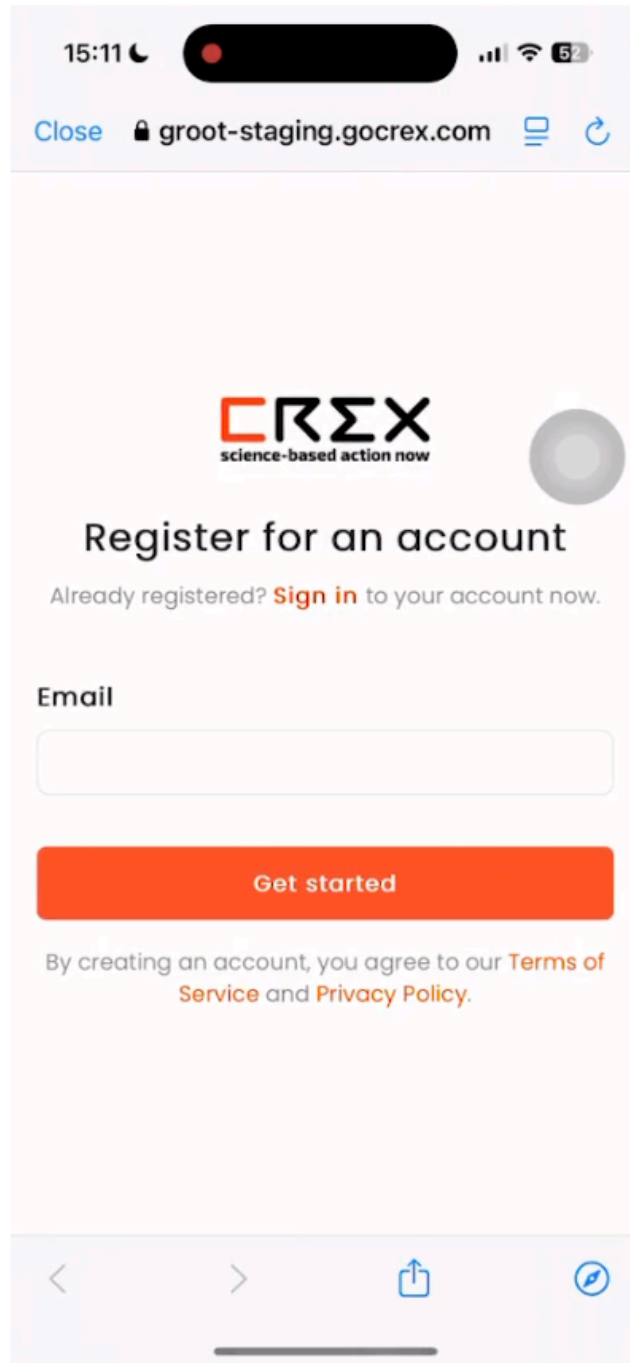 15:11
52
Close groot-staging.gocrex.com
CREX
science-based action now
Register for an account
Already registered? Sign in to your account now.
Email
Get started
By creating an account, you agree to our Terms of
Service and Privacy Policy.